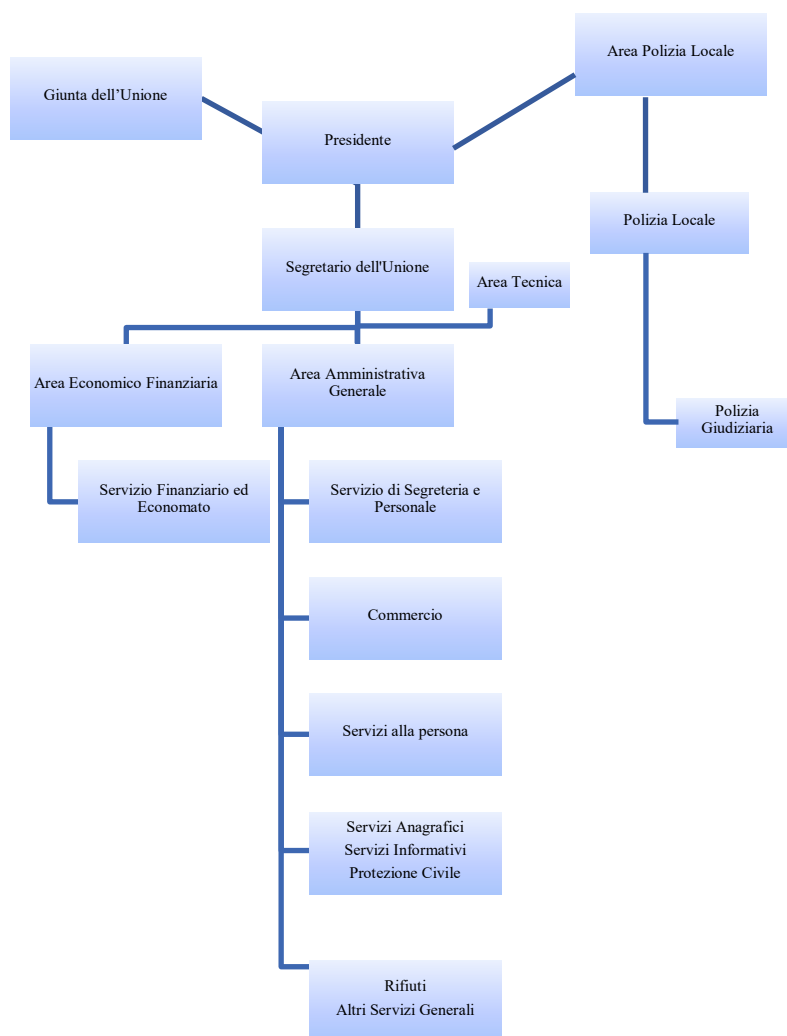 Area Polizia Locale
Giunta dell’Unione
Presidente
Polizia Locale
Segretario dell'Unione
Area Tecnica
Area Economico Finanziaria
Area Amministrativa
Generale
Polizia
Giudiziaria
Servizio Finanziario ed
Economato
Servizio di Segreteria e
Personale
Commercio
Servizi alla persona
Servizi Anagrafici
Servizi Informativi
Protezione Civile
Rifiuti
Altri Servizi Generali